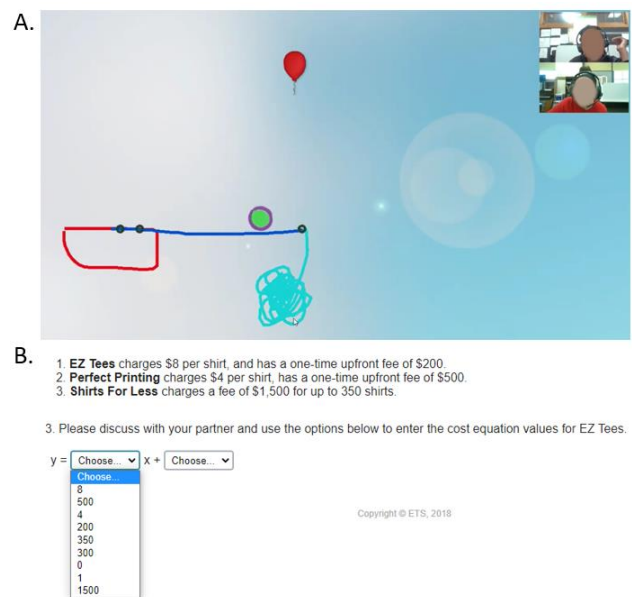 A.
B.
1. EZ Tees charges $8 per shirt, and has a one-time upfront fee of $200.
2. Perfect Printing charges $4 per shirt, has a one-time upfront fee of $500.
3. Shirts For Less charges a fee of $1,500 for up to 350 shirts.
3. Please discuss with your partner and use the options below to enter the cost equation values for EZ Tees.
y = Choose... x + Choose...
Choose...
8
500
4
200
350
300
0
1
1500
Copyright © ETS, 2018